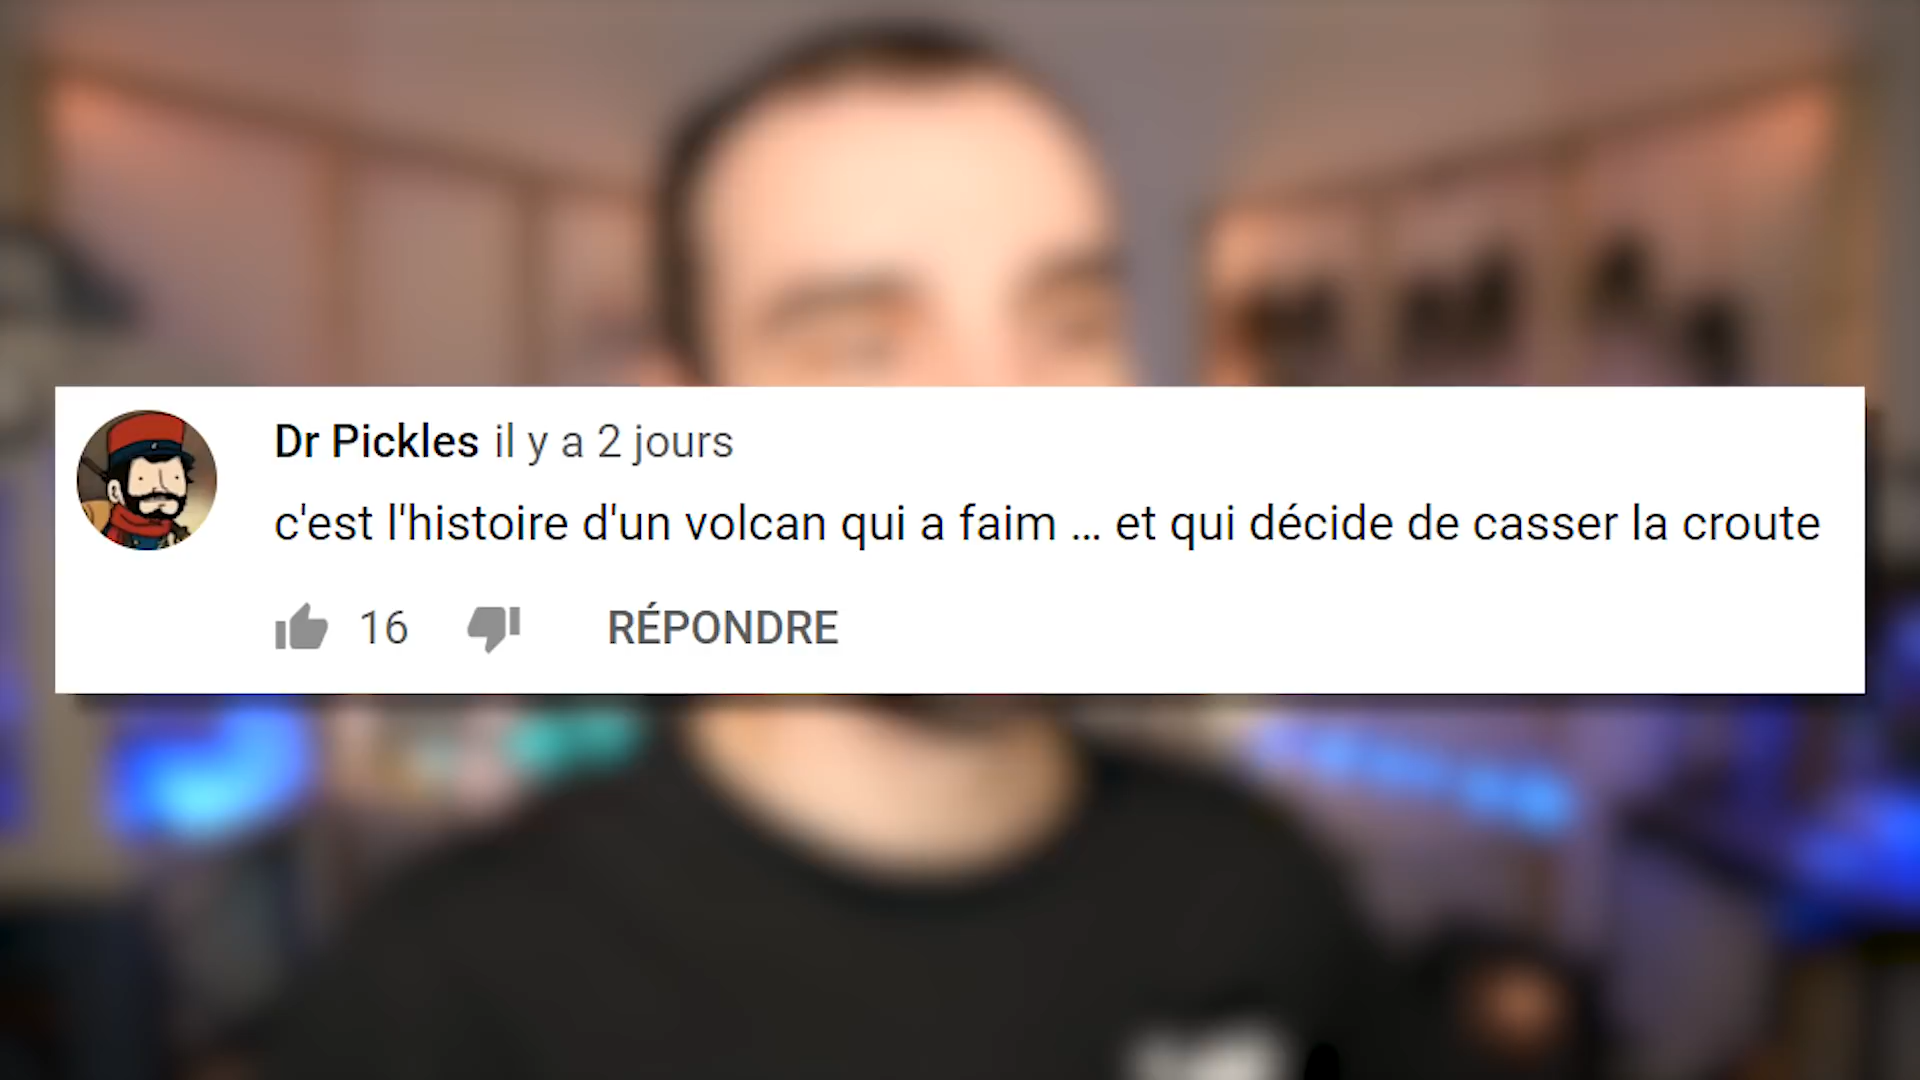 Dr Pickles il y a 2 jours
c'est l'histoire d'un volcan qui a faim ... et qui décide de casser la croute
16 RÉPONDRE